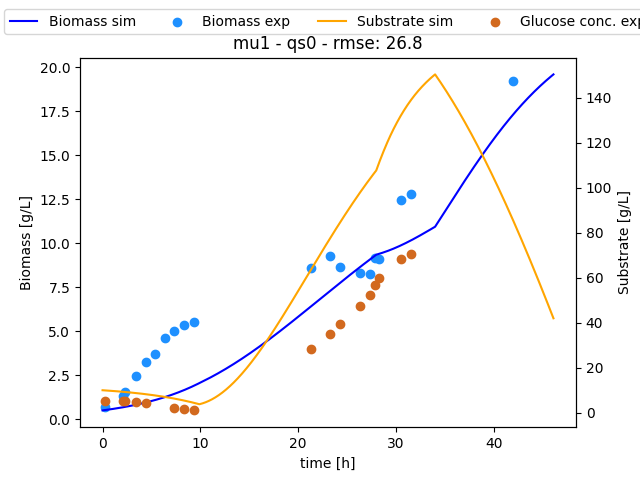 Biomass sim Biomass exp Substrate sim Glucose conc. exp
mu1 - qs0 - rmse: 26.8
20.0
17.5
15.0
12.5
10.0
7.5
5.0
2.5
0.0
Biomass [g/L]
140
120
100
80
60
40
20
0
Substrate [g/L]
0 10 20 30 40
time [h]